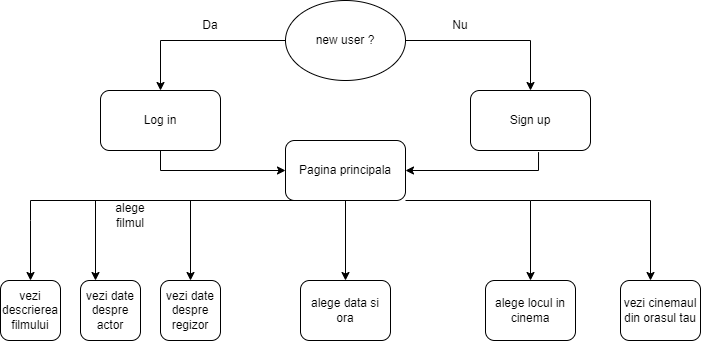 Da
new user ?
Nu
Log in
Sign up
Pagina principala
alege
filmul
vezi
descrierea
filmului
vezi date
despre
actor
vezi date
despre
regizor
alege data si
ora
alege locul in
cinema
vezi cinemaul
din orasul tau